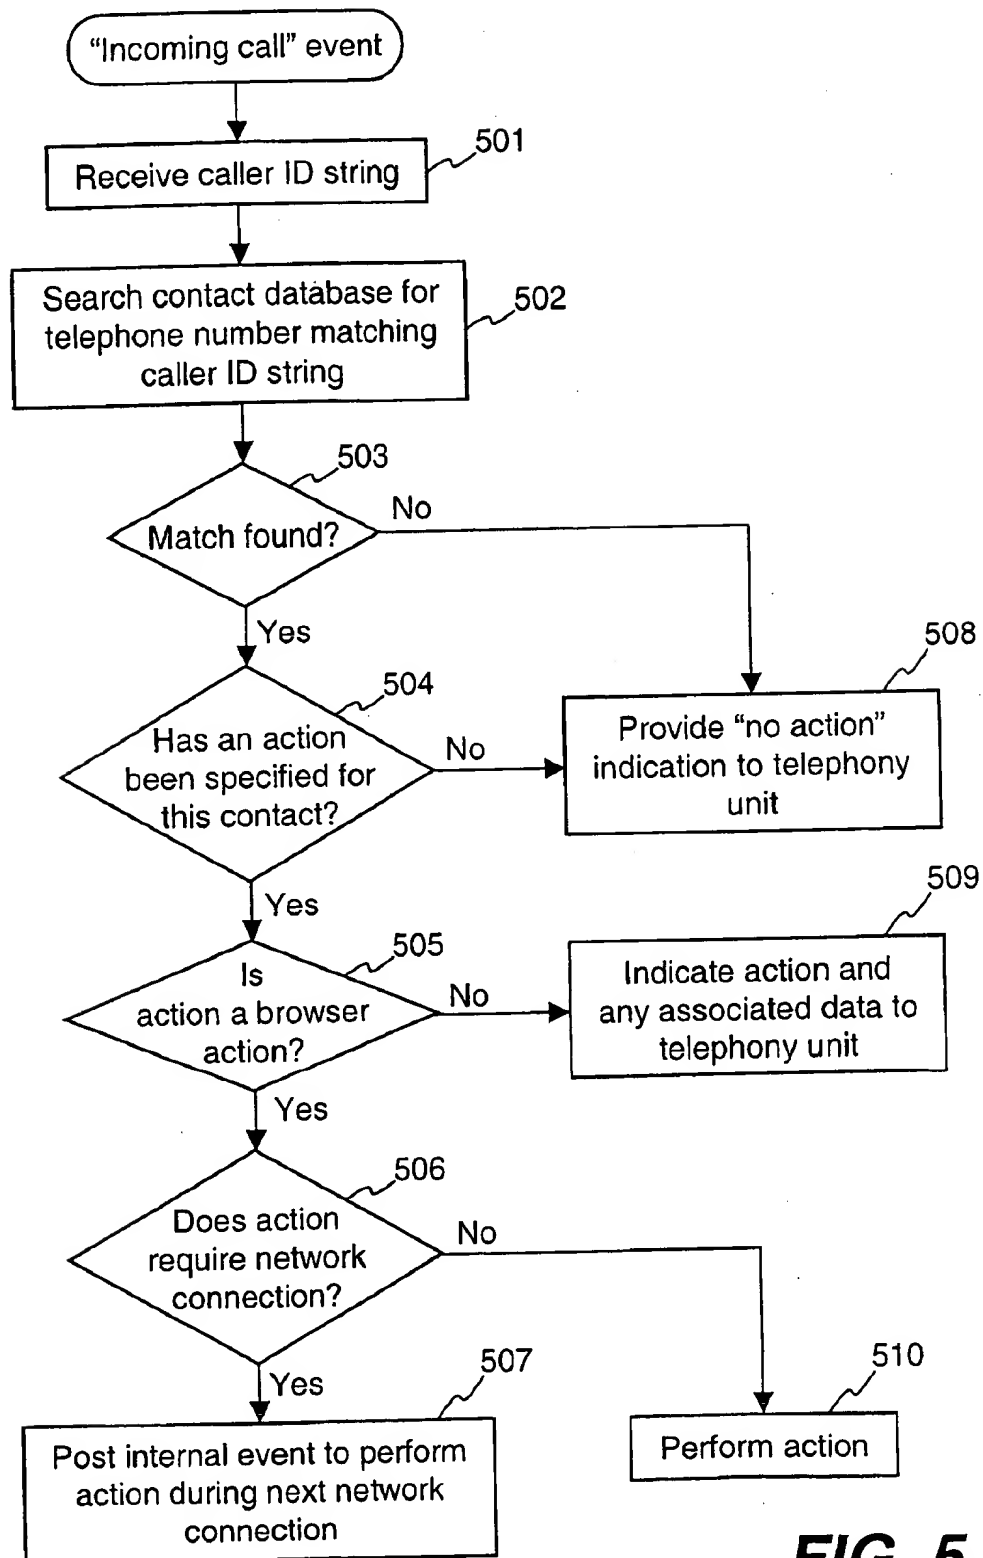 “Incoming call” event
501
Receive caller ID string
502
Search contact database for
telephone number matching
caller ID string
503
No
Match found?
Yes
508
504
Provide “no action”
indication to telephony
unit
Has an action
been specified for
this contact?
No
Yes
509
505
Indicate action and
any associated data to
telephony unit
Is
action a browser
action?
No
Yes
506
Does action
require network
connection?
No
507
510
Yes
Post internal event to perform
action during next network
connection
Perform action
FIG. 5